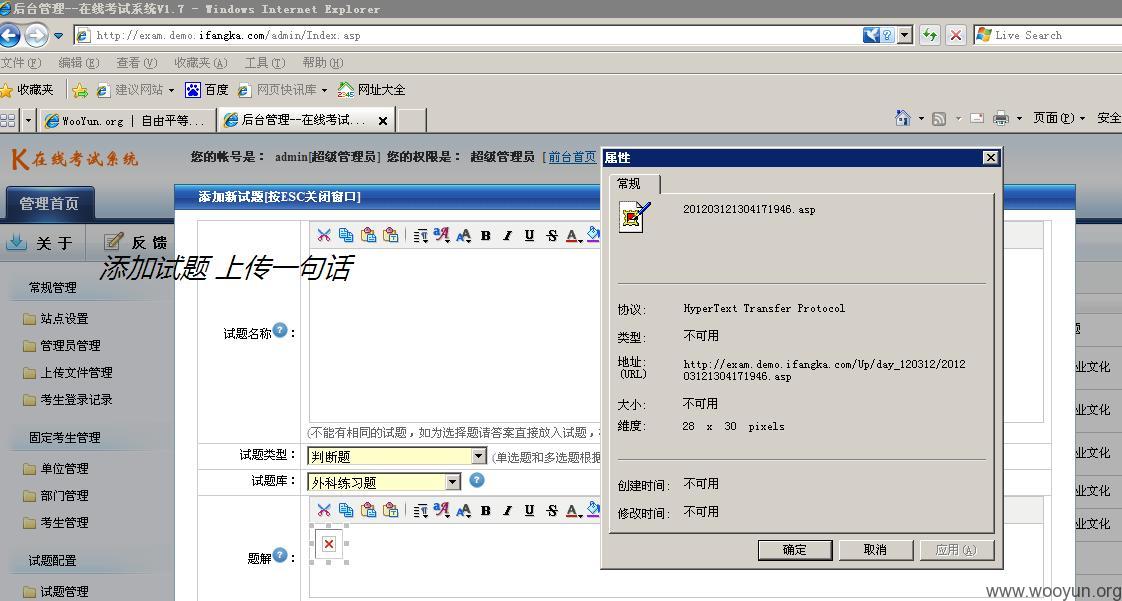 后台管理--在线考试系统V1.7 - Windows Internet Explorer
http://exam.demo.ifangka.com/admin/Index.asp
Live Search
文件(F) 编辑(E) 查看(V) 收藏夹(A) 工具(T) 帮助(H)
收藏夹 建议网站 百度 网页快讯库 网址大全
WooYun.org | 自由平等... 后台管理--在线考试... 页面(P) 安全
K在线考试系统
您的帐号是： admin[超级管理员] 您的权限是： 超级管理员 [前台首页
管理首页
关于 反馈
常规管理
站点设置
管理员管理
上传文件管理
考生登录记录
固定考生管理
单位管理
部门管理
考生管理
试题配置
试题管理
添加新试题[按ESC关闭窗口]
添加试题 上传一句话
试题名称 ：
(不能有相同的试题，如为选择题请答案直接放入试题，
试题类型： 判断题 (单选题和多选题根据
试题库： 外科练习题
题解 ：
属性
常规
201203121304171946.asp
协议: HyperText Transfer Protocol
类型: 不可用
地址: (URL) http://exam.demo.ifangka.com/Up/day_120312/2012
03121304171946.asp
大小: 不可用
维度: 28 x 30 pixels
创建时间: 不可用
修改时间: 不可用
确定 取消 应用(A)
业文化
业文化
业文化
业文化
业文化
www.wooyun.org